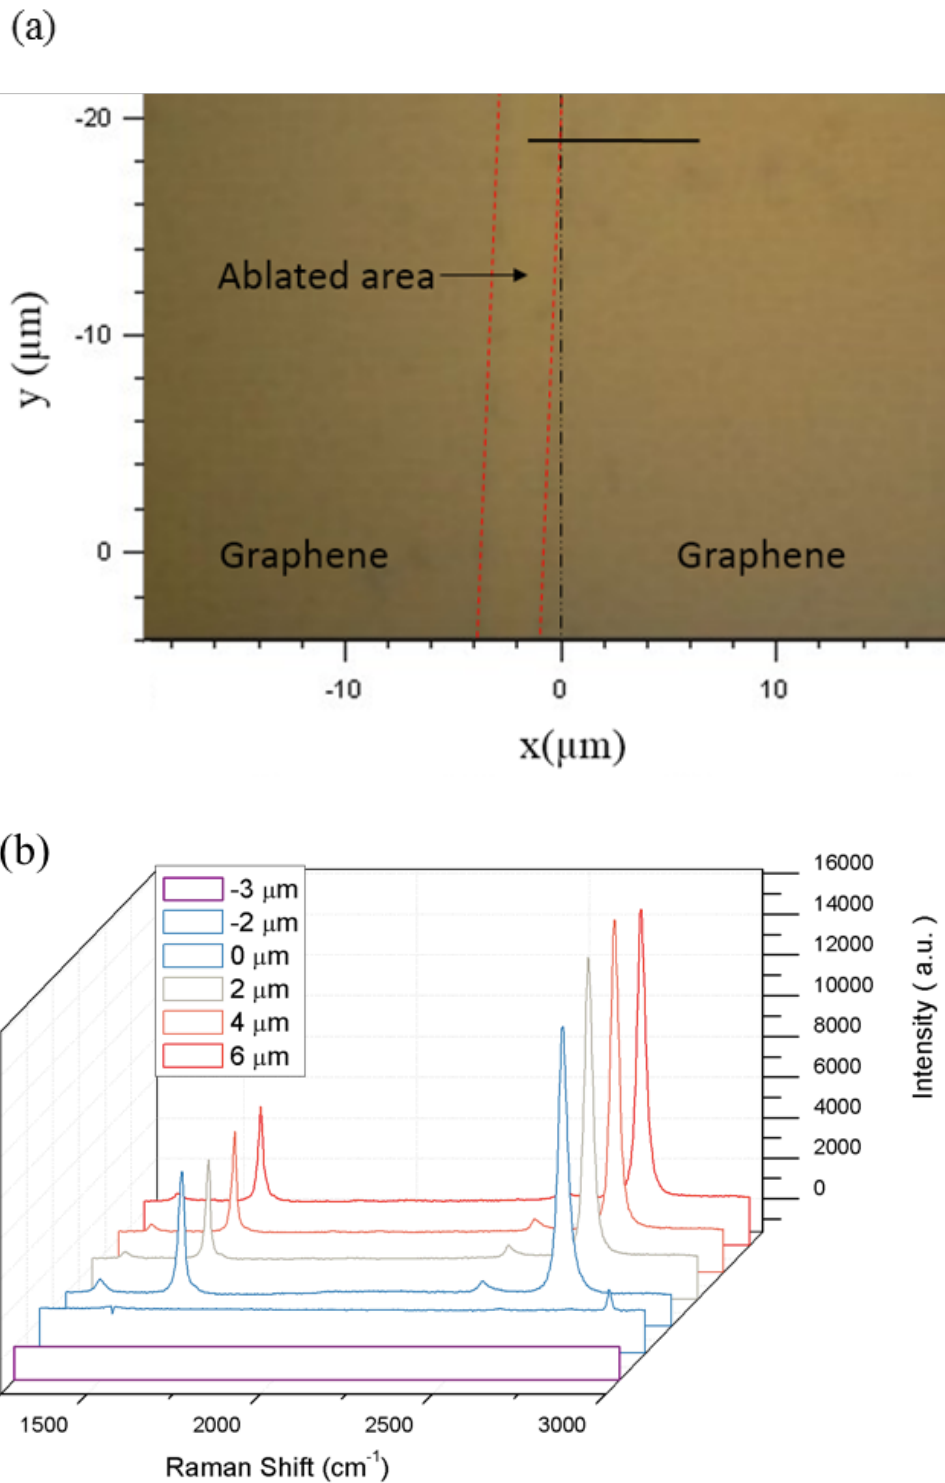 (a)
-20
-10
0
y (μm)
Ablated area
Graphene
Graphene
-10
0
10
x(μm)
(b)
-3 μm
-2 μm
0 μm
2 μm
4 μm
6 μm
16000
14000
12000
10000
8000
6000
4000
2000
0
Intensity ( a.u. )
1500
2000
2500
3000
Raman Shift (cm⁻¹)